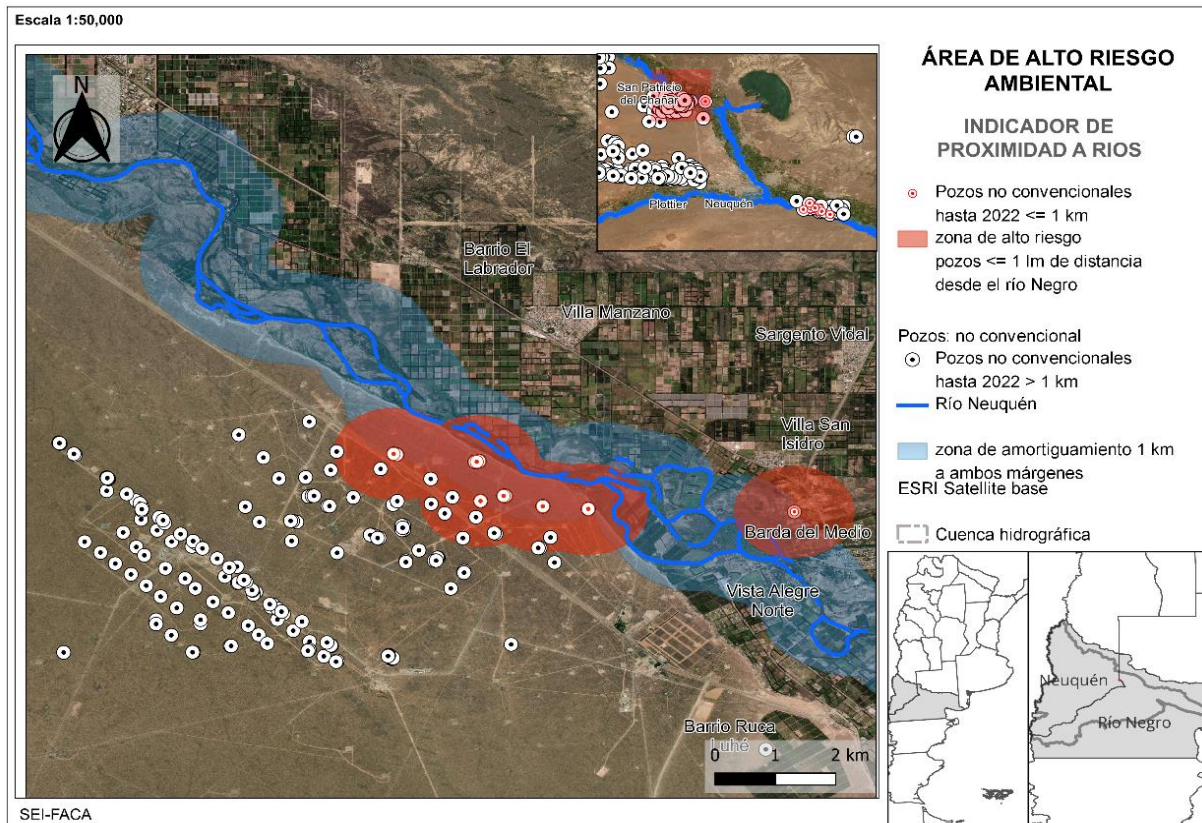 Escala 1:50,000
N
San Patricio
del Chañar
Plottier
Neuquén
Barrio El
Labrador
Villa Manzano
Sargento Vidal
Villa San
Isidro
Barda del Medio
Vista Alegre
Norte
Barrio Ruca
Luhé
0 1 2 km
SEI-FACA
ÁREA DE ALTO RIESGO
AMBIENTAL
INDICADOR DE
PROXIMIDAD A RIOS
Pozos no convencionales
hasta 2022 <= 1 km
zona de alto riesgo
pozos <= 1 lm de distancia
desde el río Negro
Pozos: no convencional
Pozos no convencionales
hasta 2022 > 1 km
Río Neuquén
zona de amortiguamiento 1 km
a ambos márgenes
ESRI Satellite base
Cuenca hidrográfica
Neuquén
Río Negro